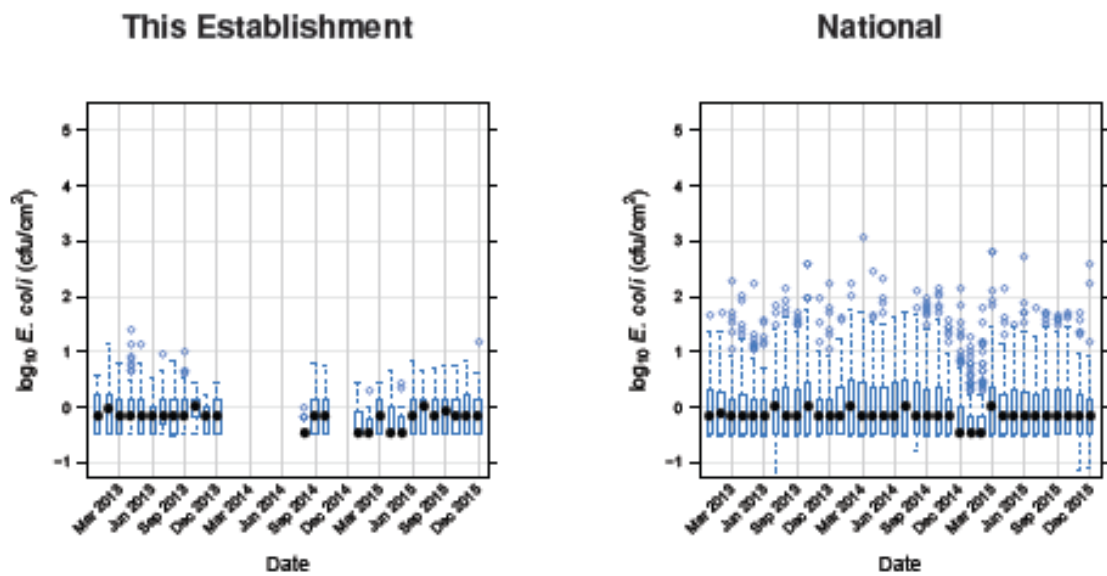 This Establishment
National
log10 E. coli (cfu/cm2)
5
4
3
2
1
0
−1
Mar 2013
Jun 2013
Sep 2013
Dec 2013
Mar 2014
Jun 2014
Sep 2014
Dec 2014
Mar 2015
Jun 2015
Sep 2015
Dec 2015
Date
log10 E. coli (cfu/cm2)
5
4
3
2
1
0
−1
Mar 2013
Jun 2013
Sep 2013
Dec 2013
Mar 2014
Jun 2014
Sep 2014
Dec 2014
Mar 2015
Jun 2015
Sep 2015
Dec 2015
Date